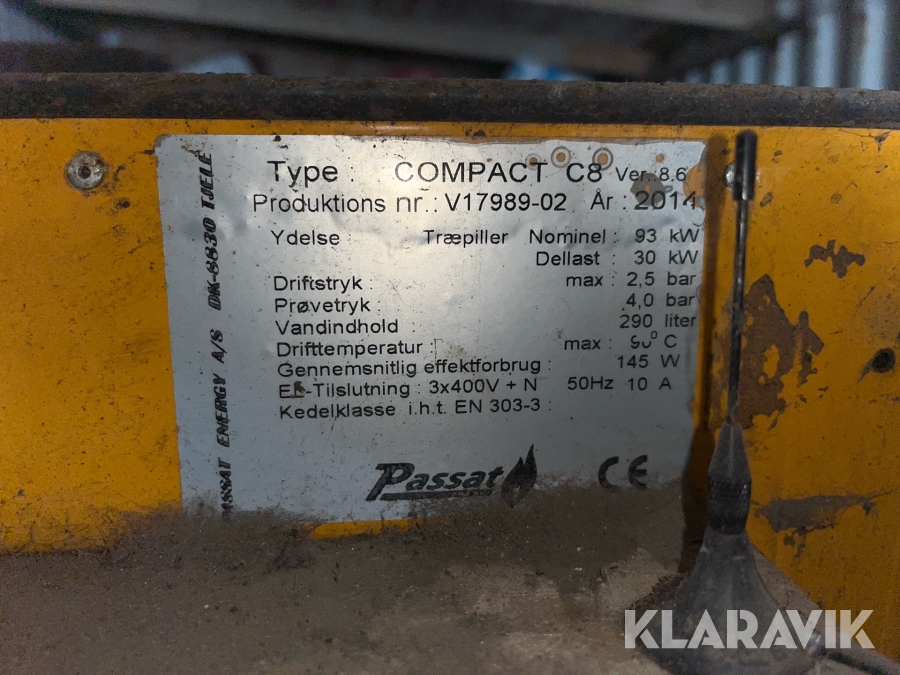 Type : COMPACT C8 Ver. 8.6
Produktions nr.: V17989-02 År : 2014
Ydelse Træpiller Nominel : 93 kW
Dellast : 30 kW
Driftstryk : max : 2,5 bar
Prøvetryk : 4,0 bar
Vandindhold : 290 liter
Drifttemperatur : max : °C
Gennemsnitlig effektforbrug : 145 W
El-Tilslutning : 3x400V + N 50Hz 10 A
Kedelklasse i.h.t. EN 303-3 :
Passat
CE
PASSAT ENERGY A/S DK-8830 TJELE
KLARAVIK